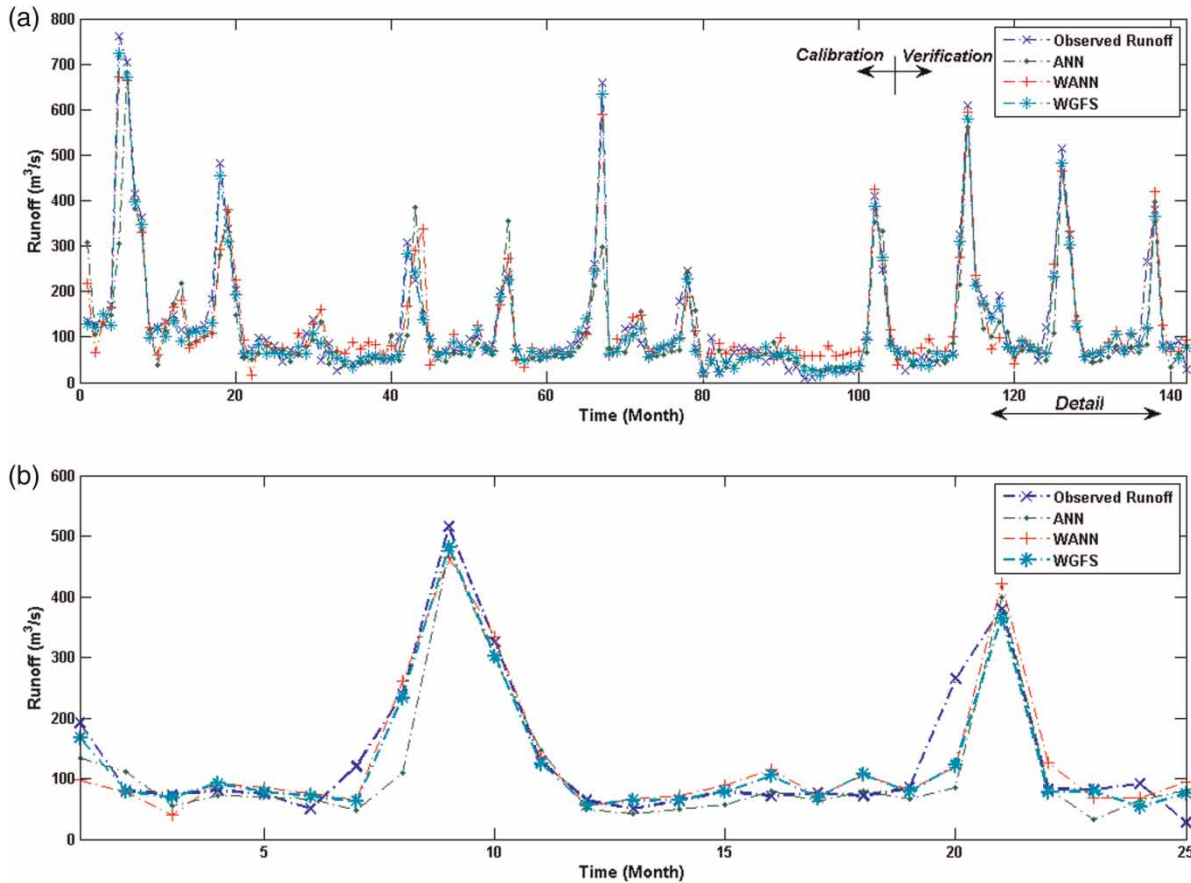 (a)
800
700
600
500
400
300
200
100
0
Runoff (m³/s)
0 20 40 60 80 100 120 140
Time (Month)
Calibration Verification
Observed Runoff
ANN
WANN
WGFS
Detail
(b)
600
500
400
300
200
100
0
Runoff (m³/s)
5 10 15 20 25
Time (Month)
Observed Runoff
ANN
WANN
WGFS